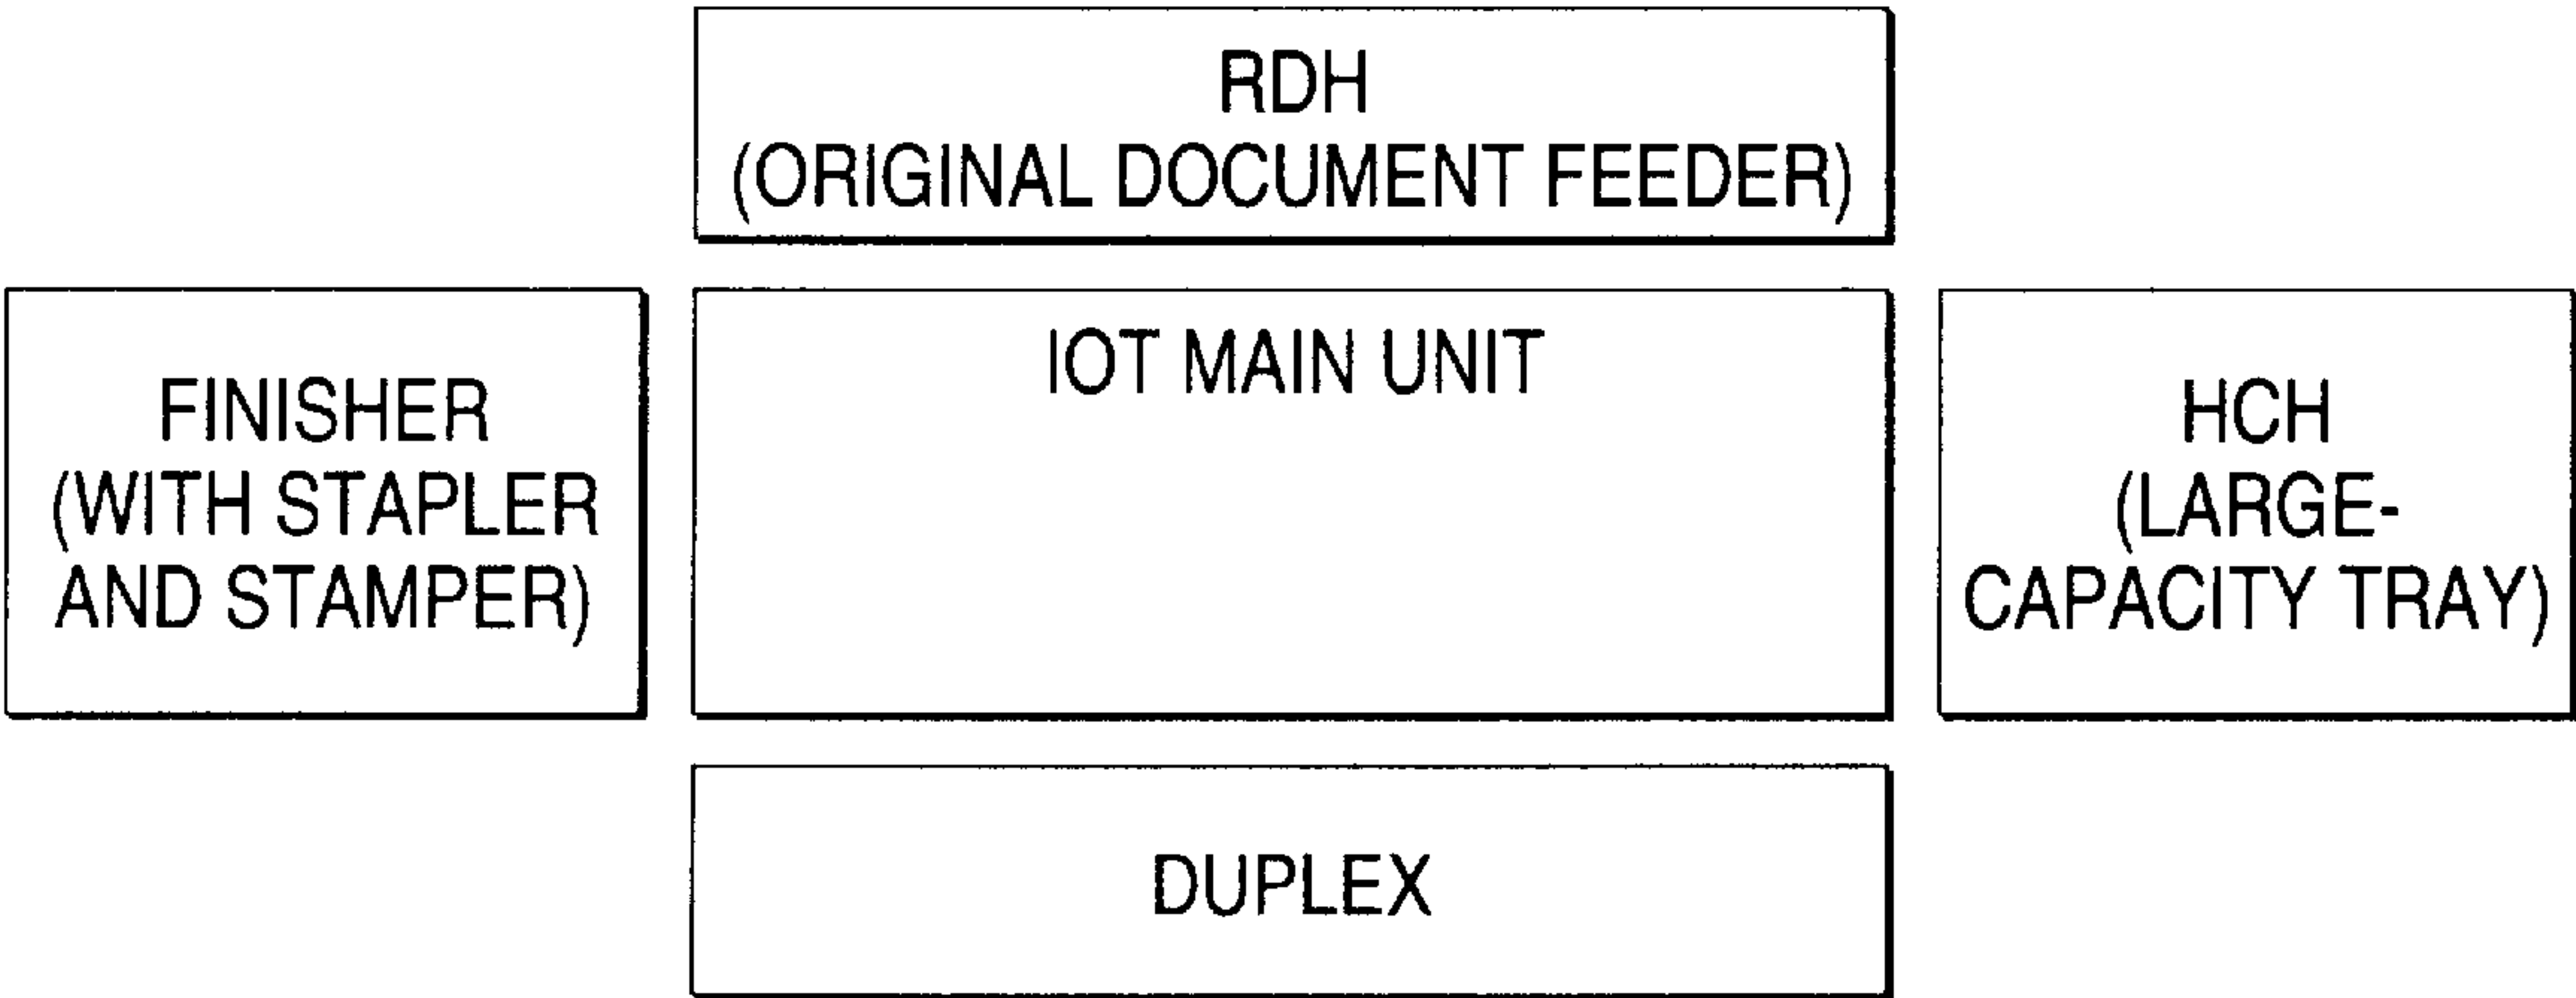 RDH
(ORIGINAL DOCUMENT FEEDER)
FINISHER
(WITH STAPLER
AND STAMPER)
IOT MAIN UNIT
HCH
(LARGE-
CAPACITY TRAY)
DUPLEX